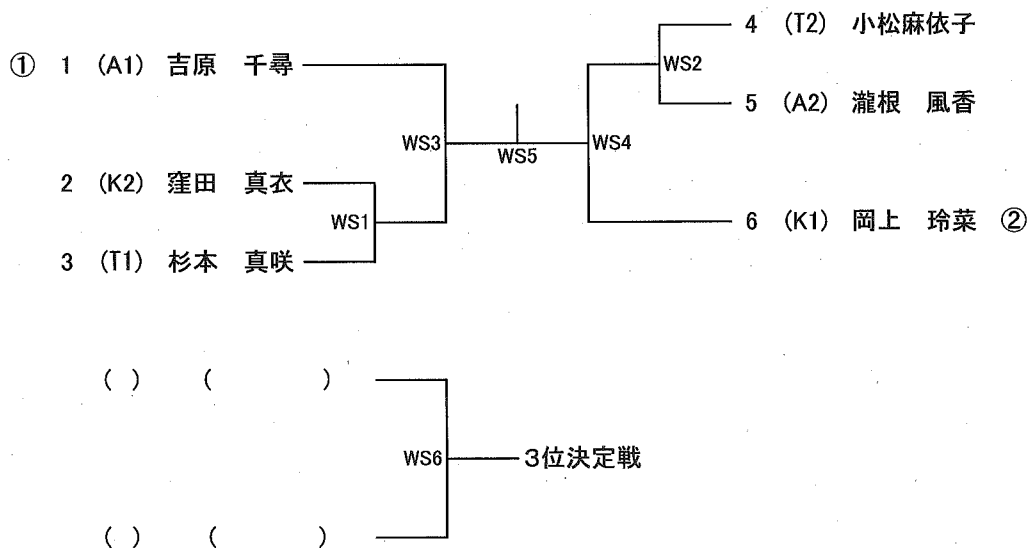 ① 1 (A1) 吉原 千尋
WS3
2 (K2) 窪田 真衣
WS1
3 (T1) 杉本 真咲
WS5
4 (T2) 小松麻依子
WS2
5 (A2) 瀧根 風香
WS4
6 (K1) 岡上 玲菜 ②
( ) ( )
WS6
3位決定戦
( ) ( )